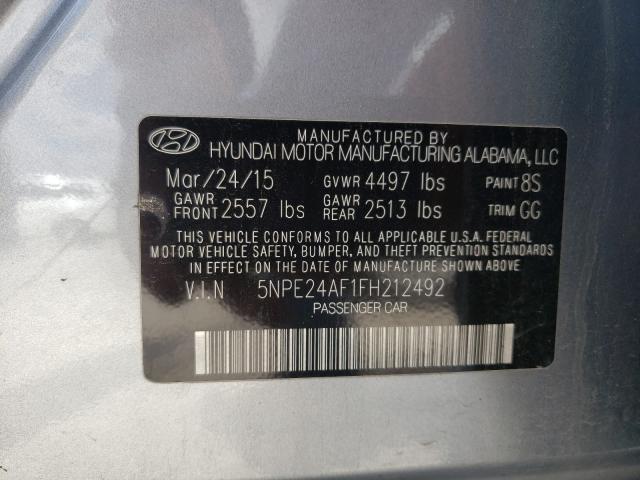 MANUFACTURED BY
HYUNDAI MOTOR MANUFACTURING ALABAMA, LLC
Mar/24/15 GVWR 4497 lbs PAINT 8S
GAWR FRONT 2557 lbs GAWR REAR 2513 lbs TRIM GG
THIS VEHICLE CONFORMS TO ALL APPLICABLE U.S.A. FEDERAL
MOTOR VEHICLE SAFETY, BUMPER, AND THEFT PREVENTION STANDARDS
IN EFFECT ON THE DATE OF MANUFACTURE SHOWN ABOVE.
V.I.N 5NPE24AF1FH212492
PASSENGER CAR